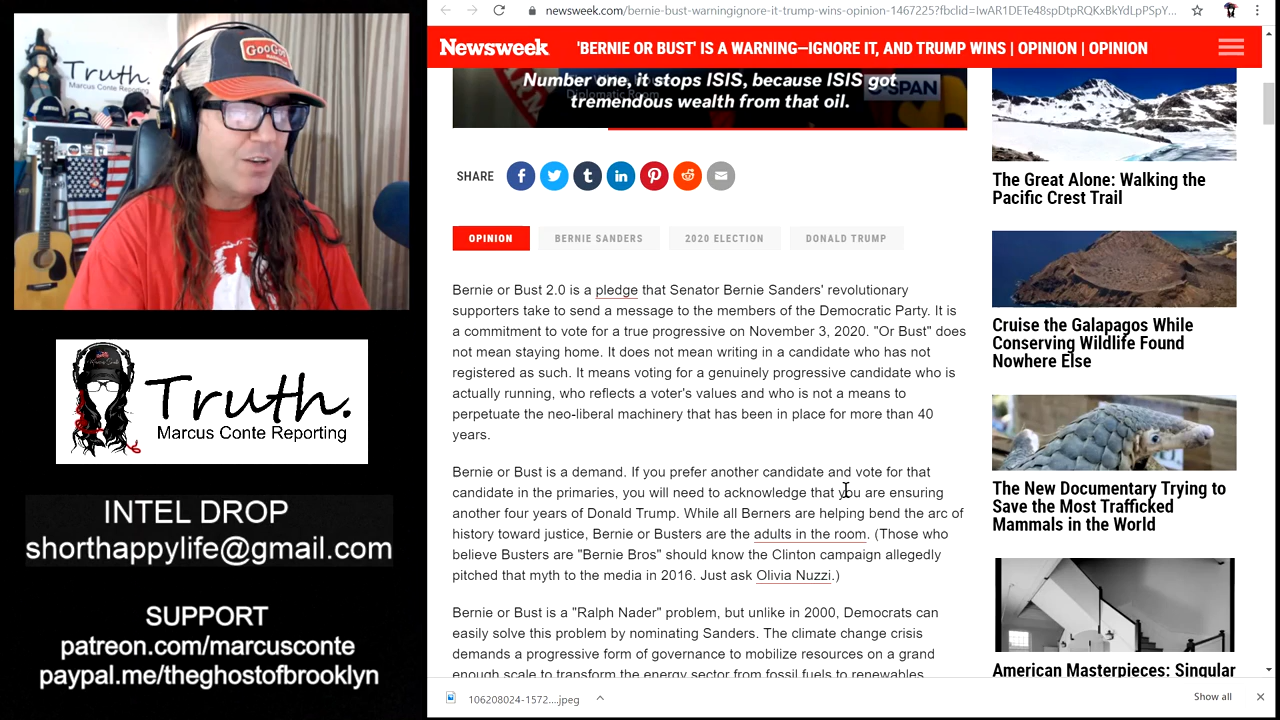 GooGoo
Truth.
Marcus Conte Reporting
Truth.
Marcus Conte Reporting
INTEL DROP
shorthappylife@gmail.com
SUPPORT
patreon.com/marcusconte
paypal.me/theghostofbrooklyn
newsweek.com/bernie-bust-warningignore-it-trump-wins-opinion-1467225?fbclid=IwAR1DETe48spDtpRQKxBkYdLpPSpY...
Newsweek
'BERNIE OR BUST' IS A WARNING—IGNORE IT, AND TRUMP WINS | OPINION | OPINION
Number one, it stops ISIS, because ISIS got
Diplomatic Room
SPAN
tremendous wealth from that oil.
SHARE
OPINION
BERNIE SANDERS
2020 ELECTION
DONALD TRUMP
Bernie or Bust 2.0 is a pledge that Senator Bernie Sanders' revolutionary
supporters take to send a message to the members of the Democratic Party. It is
a commitment to vote for a true progressive on November 3, 2020. "Or Bust" does
not mean staying home. It does not mean writing in a candidate who has not
registered as such. It means voting for a genuinely progressive candidate who is
actually running, who reflects a voter's values and who is not a means to
perpetuate the neo-liberal machinery that has been in place for more than 40
years.
Bernie or Bust is a demand. If you prefer another candidate and vote for that
candidate in the primaries, you will need to acknowledge that you are ensuring
another four years of Donald Trump. While all Berners are helping bend the arc of
history toward justice, Bernie or Busters are the adults in the room. (Those who
believe Busters are "Bernie Bros" should know the Clinton campaign allegedly
pitched that myth to the media in 2016. Just ask Olivia Nuzzi.)
Bernie or Bust is a "Ralph Nader" problem, but unlike in 2000, Democrats can
easily solve this problem by nominating Sanders. The climate change crisis
demands a progressive form of governance to mobilize resources on a grand
enough scale to transform the energy sector from fossil fuels to renewables
The Great Alone: Walking the
Pacific Crest Trail
Cruise the Galapagos While
Conserving Wildlife Found
Nowhere Else
The New Documentary Trying to
Save the Most Trafficked
Mammals in the World
American Masterpieces: Singular
106208024-1572....jpeg
Show all